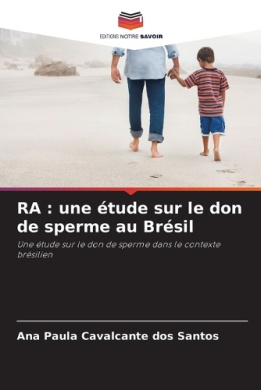 EDITIONS NOTRE SAVOIR
RA : une étude sur le don
de sperme au Brésil
Une étude sur le don de sperme dans le contexte
brésilien
Ana Paula Cavalcante dos Santos